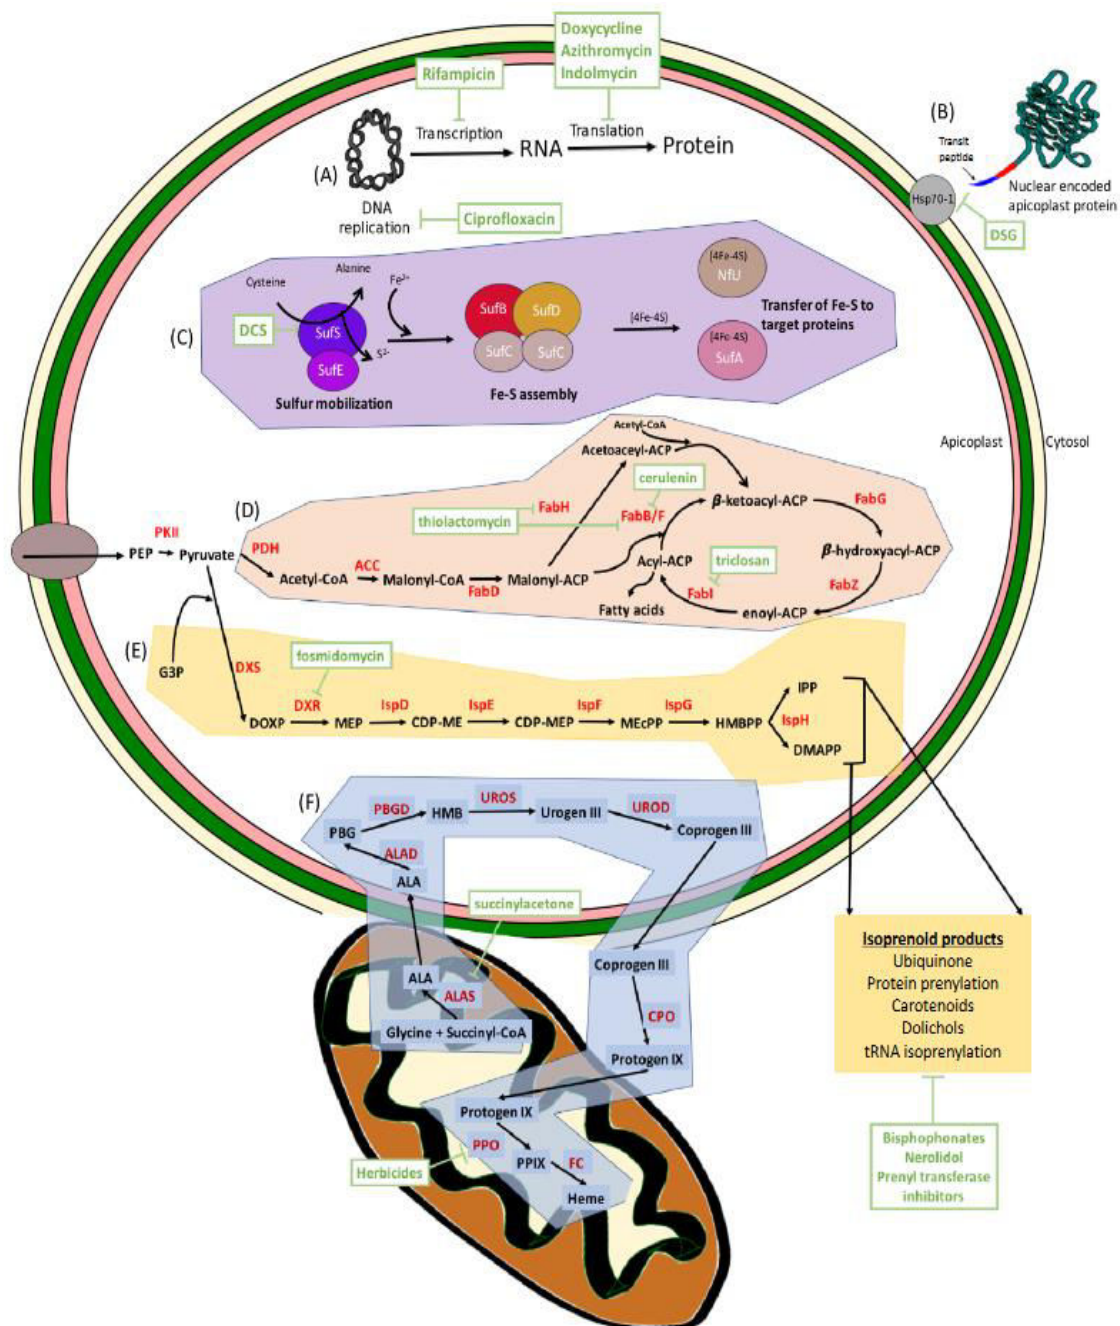 Doxycycline
Azithromycin
Indolmycin
Rifampicin
(A)
Transcription
RNA
Translation
Protein
DNA
replication
Ciprofloxacin
(B)
Transit
peptide
Hsp70-1
Nuclear encoded
apicoplast protein
DSG
(C)
Cysteine
Alanine
Fe²⁺
DCS
SufS
SufE
S²⁻
Sulfur mobilization
SufB
SufD
SufC
SufC
Fe-S assembly
[4Fe-4S)
(4Fe-4S)
NfU
(4Fe-4S)
SufA
Transfer of Fe-S to
target proteins
Apicoplast
Cytosol
(D)
Acetyl-CoA
Acetoaceyl-ACP
cerulenin
FabH
thiolactomycin
FabB/F
β-ketoacyl-ACP
FabG
PKII
PEP
Pyruvate
PDH
Acetyl-CoA
ACC
Malonyl-CoA
FabD
Malonyl-ACP
Acyl-ACP
triclosan
β-hydroxyacyl-ACP
FabZ
FabI
enoyl-ACP
Fatty acids
(E)
G3P
DXS
fosmidomycin
DOXP
DXR
MEP
IspD
CDP-ME
IspE
CDP-MEP
IspF
MEcPP
IspG
HMBPP
IPP
IspH
DMAPP
(F)
PBG
PBGD
HMB
UROS
Urogen III
UROD
Coprogen III
ALAD
ALA
succinylacetone
ALA
ALAS
Glycine + Succinyl-CoA
Coprogen III
CPO
Protogen IX
Protogen IX
PPO
Herbicides
PPIX
FC
Heme
Isoprenoid products
Ubiquinone
Protein prenylation
Carotenoids
Dolichols
tRNA isoprenylation
Bisphophonates
Nerolidol
Prenyl transferase
inhibitors